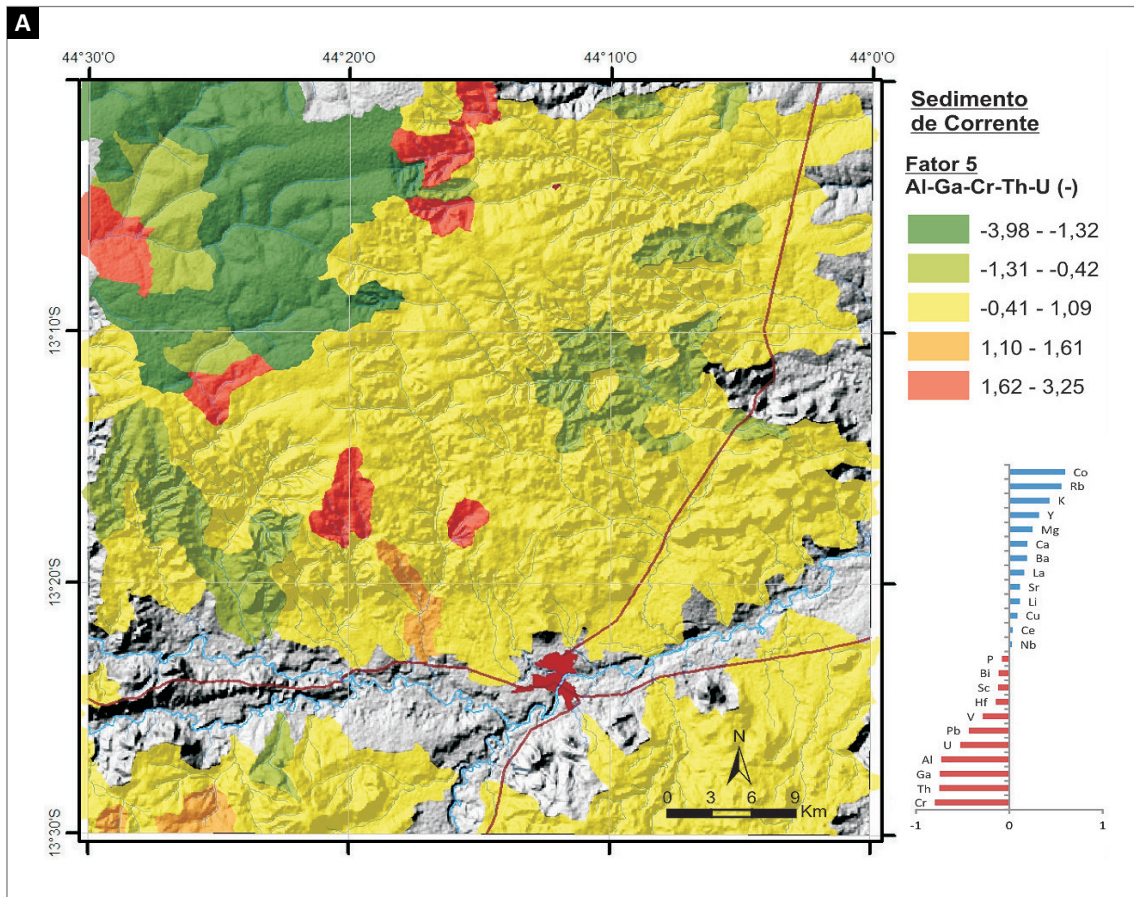 A
44°30'O
44°20'O
44°10'O
44°0'O
13°10'S
13°20'S
13°30'S
N
0 3 6 9
Km
Sedimento
de Corrente
Fator 5
Al-Ga-Cr-Th-U (-)
-3,98 - -1,32
-1,31 - -0,42
-0,41 - 1,09
1,10 - 1,61
1,62 - 3,25
Co
Rb
K
Y
Mg
Ca
Ba
La
Sr
Li
Cu
Ce
Nb
P
Bi
Sc
Hf
V
Pb
U
Al
Ga
Th
Cr
-1 0 1